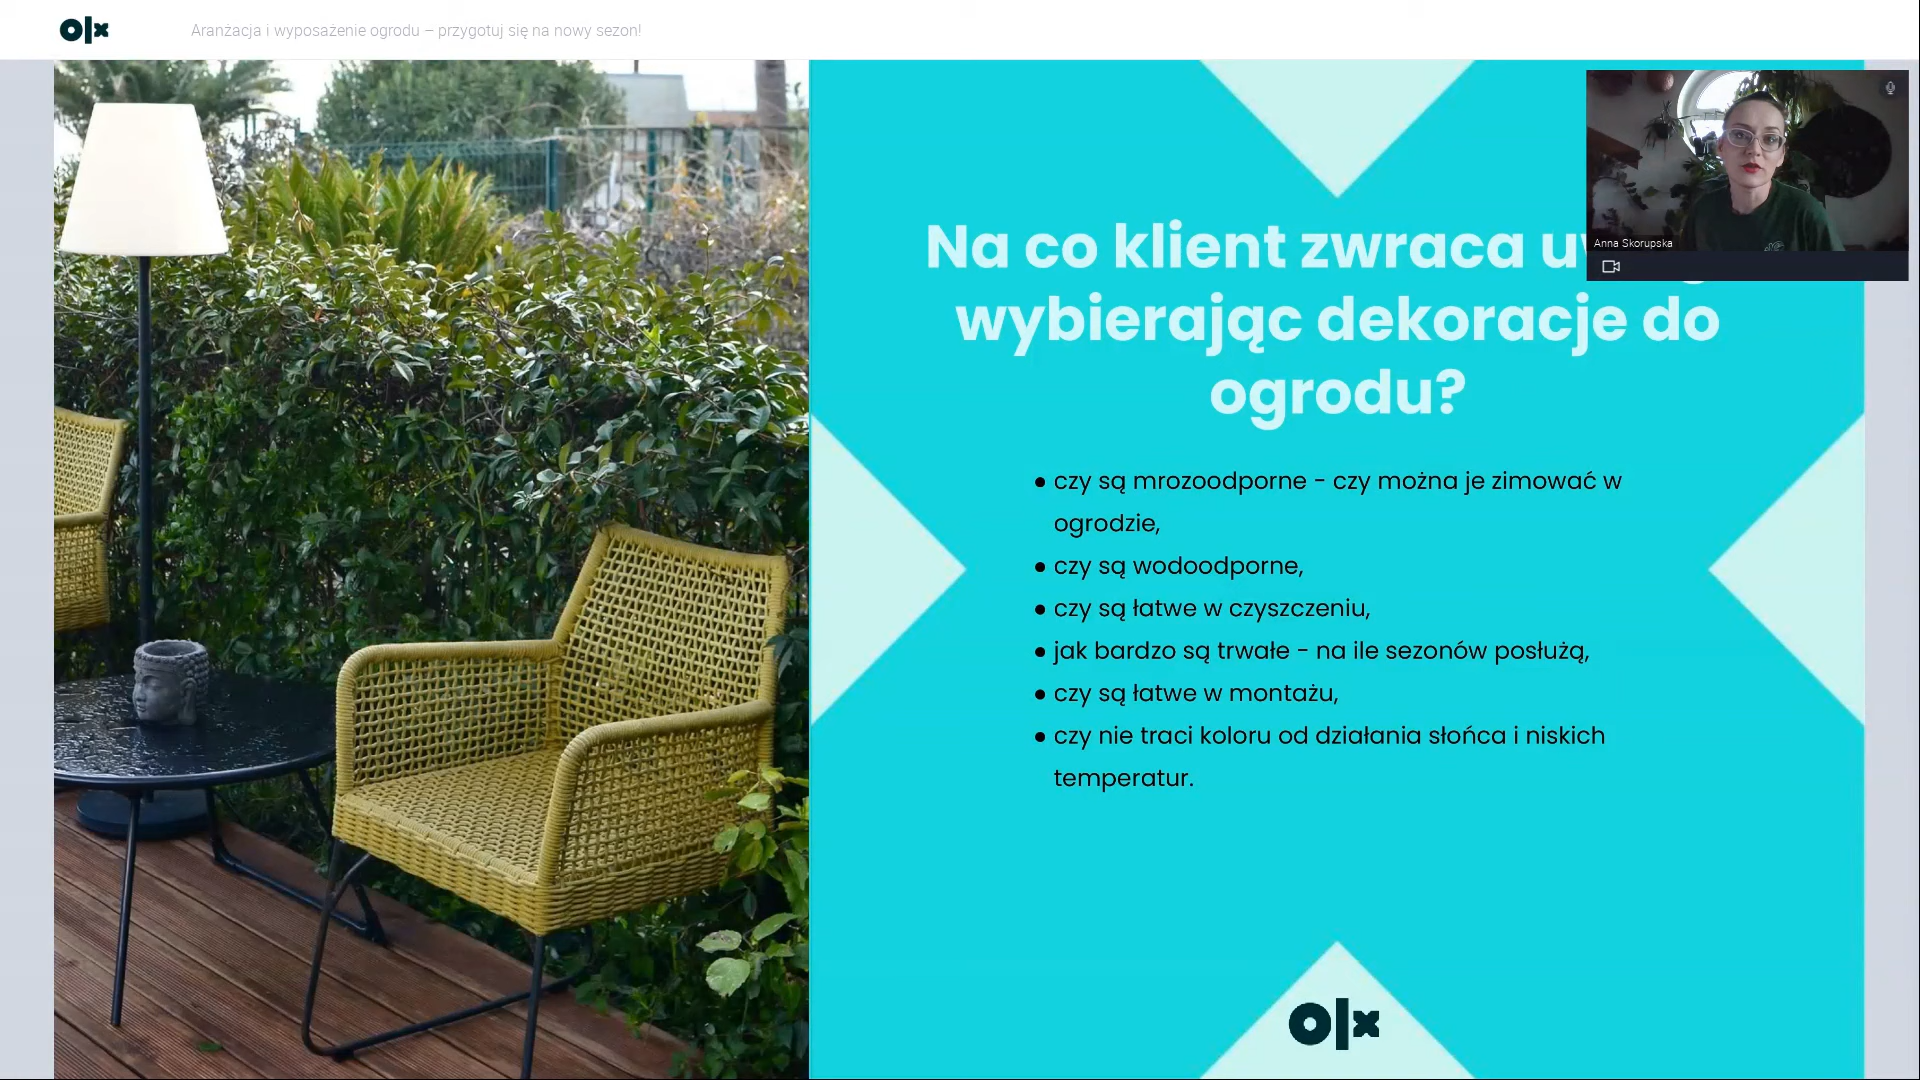 olx
Aranżacja i wyposażenie ogrodu – przygotuj się na nowy sezon!
Anna Skorupska
Na co klient zwraca
wybierając dekoracje do
ogrodu?
• czy są mrozoodporne - czy można je zimować w
ogrodzie,
• czy są wodoodporne,
• czy są łatwe w czyszczeniu,
• jak bardzo są trwałe - na ile sezonów posłużą,
• czy są łatwe w montażu,
• czy nie traci koloru od działania słońca i niskich
temperatur.
olx